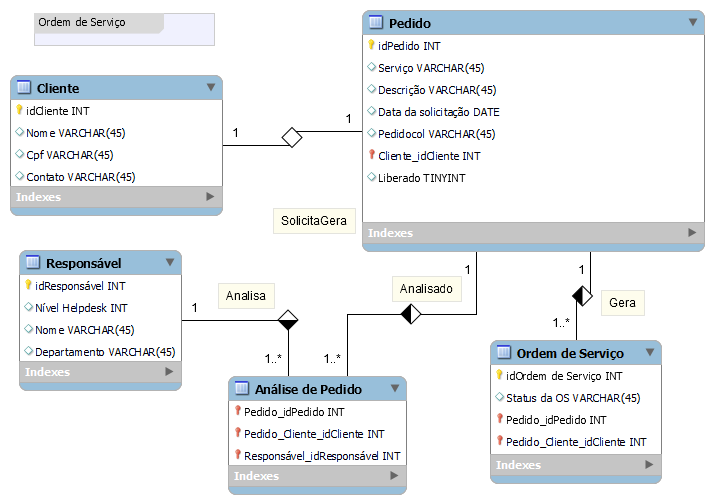 Ordem de Serviço
Cliente
idCliente INT
Nome VARCHAR(45)
Cpf VARCHAR(45)
Contato VARCHAR(45)
Indexes
1
1
Pedido
idPedido INT
Serviço VARCHAR(45)
Descrição VARCHAR(45)
Data da solicitação DATE
Pedidocol VARCHAR(45)
Cliente_idCliente INT
Liberado TINYINT
Indexes
SolicitaGera
Responsável
idResponsável INT
Nível Helpdesk INT
Nome VARCHAR(45)
Departamento VARCHAR(45)
Indexes
1
Analisa
1..*
Analisado
1
1..*
1
Gera
1..*
Análise de Pedido
Pedido_idPedido INT
Pedido_Cliente_idCliente INT
Responsável_idResponsável INT
Indexes
Ordem de Serviço
idOrdem de Serviço INT
Status da OS VARCHAR(45)
Pedido_idPedido INT
Pedido_Cliente_idCliente INT
Indexes